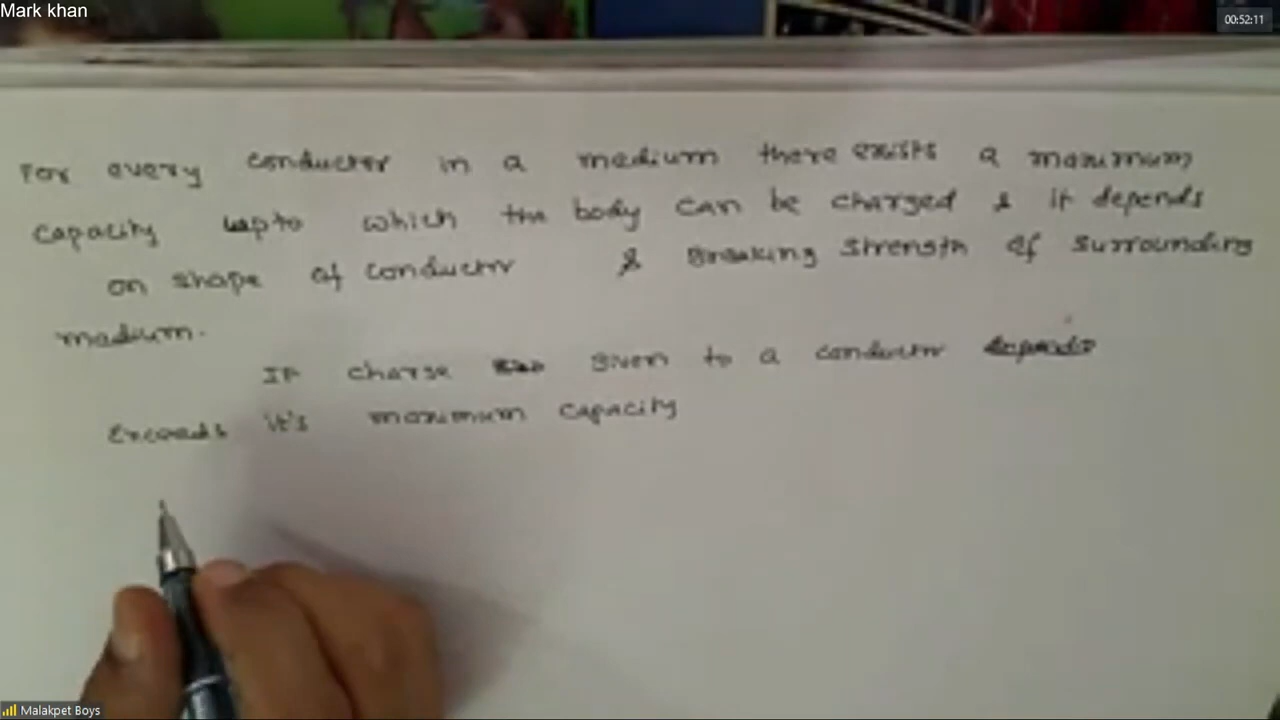 Mark khan
00:52:11
For every conductor in a medium there exists a maximum
capacity upto which the body can be charged & it depends
on shape of conductor & Breaking strength of surrounding
medium.
If charge given to a conductor
Exceeds it's maximum capacity
Malakpet Boys